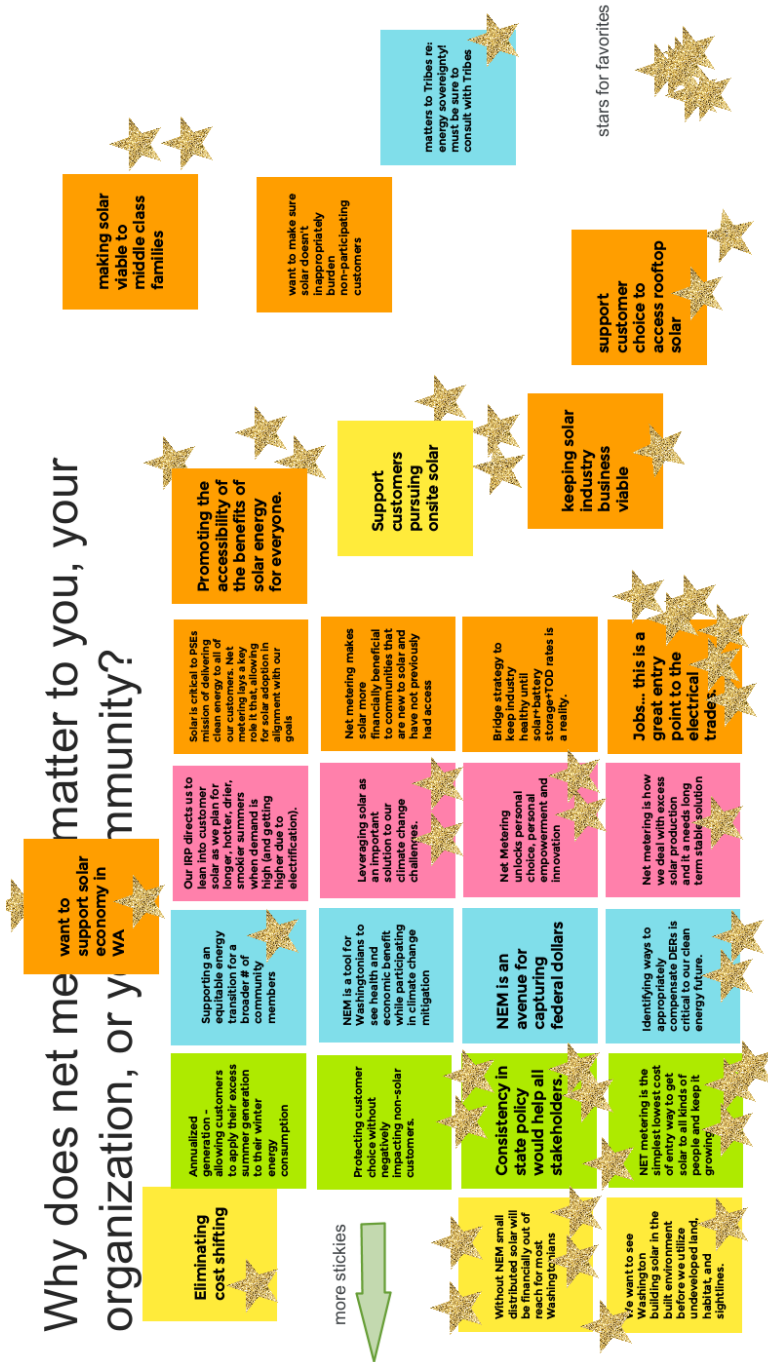 Why does net me matter to you, your
organization, or y mmunity?
want to
support solar
economy in
WA
Eliminating
cost shifting
Annualized
generation -
allowing customers
to apply their excess
summer generation
to their winter
energy
consumption
Supporting an
equitable energy
transition for a
broader # of
community
members
Our IRP directs us to
lean into customer
solar as we plan for
longer, hotter, drier,
smokier summers
when demand is
high (and getting
higher due to
electrification).
Solar is critical to PSEs
mission of delivering
clean energy to all of
our customers. Net
metering lays a key
role it that, allowing
for solar adoption in
alignment with our
goals
Promoting the
accessibility of
the benefits of
solar energy
for everyone.
making solar
viable to
middle class
families
more stickies
Protecting customer
choice without
negatively
impacting non-solar
customers.
NEM is a tool for
Washingtonians to
see health and
economic benefit
while participating
in climate change
mitigation
Leveraging solar as
an important
solution to our
climate change
challenges.
Net metering makes
solar more
financially beneficial
to communities that
are new to solar and
have not previously
had access
Support
customers
pursuing
onsite solar
want to make sure
solar doesn't
inappropriately
burden
non-participating
customers
matters to Tribes re:
energy sovereignty!
must be sure to
consult with Tribes
Without NEM small
distributed solar will
be financially out of
reach for most
Washingtonians
Consistency in
state policy
would help all
stakeholders.
NEM is an
avenue for
capturing
federal dollars
Net Metering
unlocks personal
choice, personal
empowerment and
innovation
Bridge strategy to
keep industry
healthy until
solar+battery
storage+TOD rates is
a reality.
keeping solar
industry
business
viable
support
customer
choice to
access rooftop
solar
We want to see
Washington
building solar in the
built environment
before we utilize
undeveloped land,
habitat, and
sightlines.
NET metering is the
simplest lowest cost
of entry way to get
solar to all kinds of
people and keep it
growing.
Identifying ways to
appropriately
compensate DERs is
critical to our clean
energy future.
Net metering is how
we deal with excess
solar production
and it a needs long
term stable solution
Jobs... this is a
great entry
point to the
electrical
trades.
stars for favorites